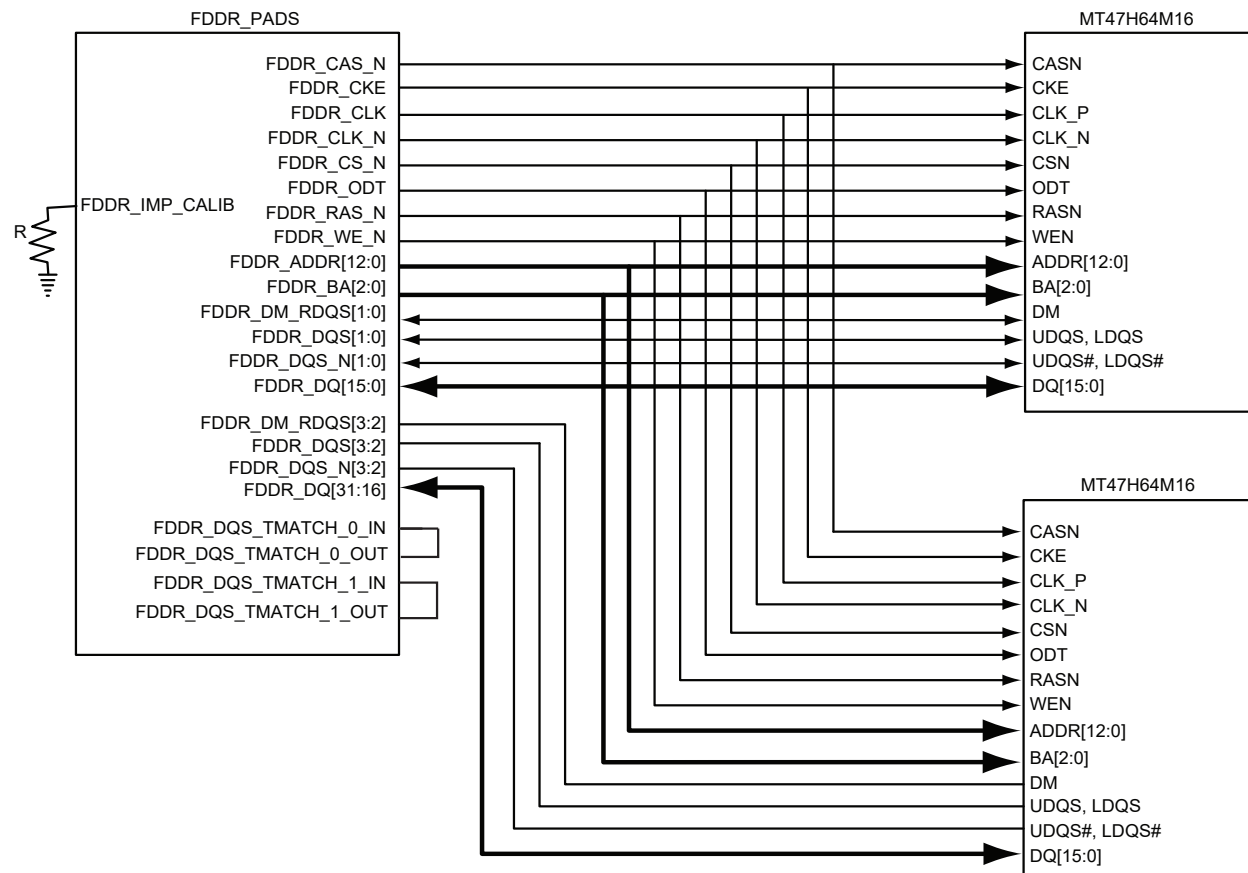 FDDR_PADS
FDDR_CAS_N
FDDR_CKE
FDDR_CLK
FDDR_CLK_N
FDDR_CS_N
FDDR_ODT
FDDR_RAS_N
FDDR_WE_N
FDDR_ADDR[12:0]
FDDR_BA[2:0]
FDDR_DM_RDQS[1:0]
FDDR_DQS[1:0]
FDDR_DQS_N[1:0]
FDDR_DQ[15:0]
FDDR_DM_RDQS[3:2]
FDDR_DQS[3:2]
FDDR_DQS_N[3:2]
FDDR_DQ[31:16]
FDDR_DQS_TMATCH_0_IN
FDDR_DQS_TMATCH_0_OUT
FDDR_DQS_TMATCH_1_IN
FDDR_DQS_TMATCH_1_OUT
FDDR_IMP_CALIB
R
MT47H64M16
CASN
CKE
CLK_P
CLK_N
CSN
ODT
RASN
WEN
ADDR[12:0]
BA[2:0]
DM
UDQS, LDQS
UDQS#, LDQS#
DQ[15:0]
MT47H64M16
CASN
CKE
CLK_P
CLK_N
CSN
ODT
RASN
WEN
ADDR[12:0]
BA[2:0]
DM
UDQS, LDQS
UDQS#, LDQS#
DQ[15:0]